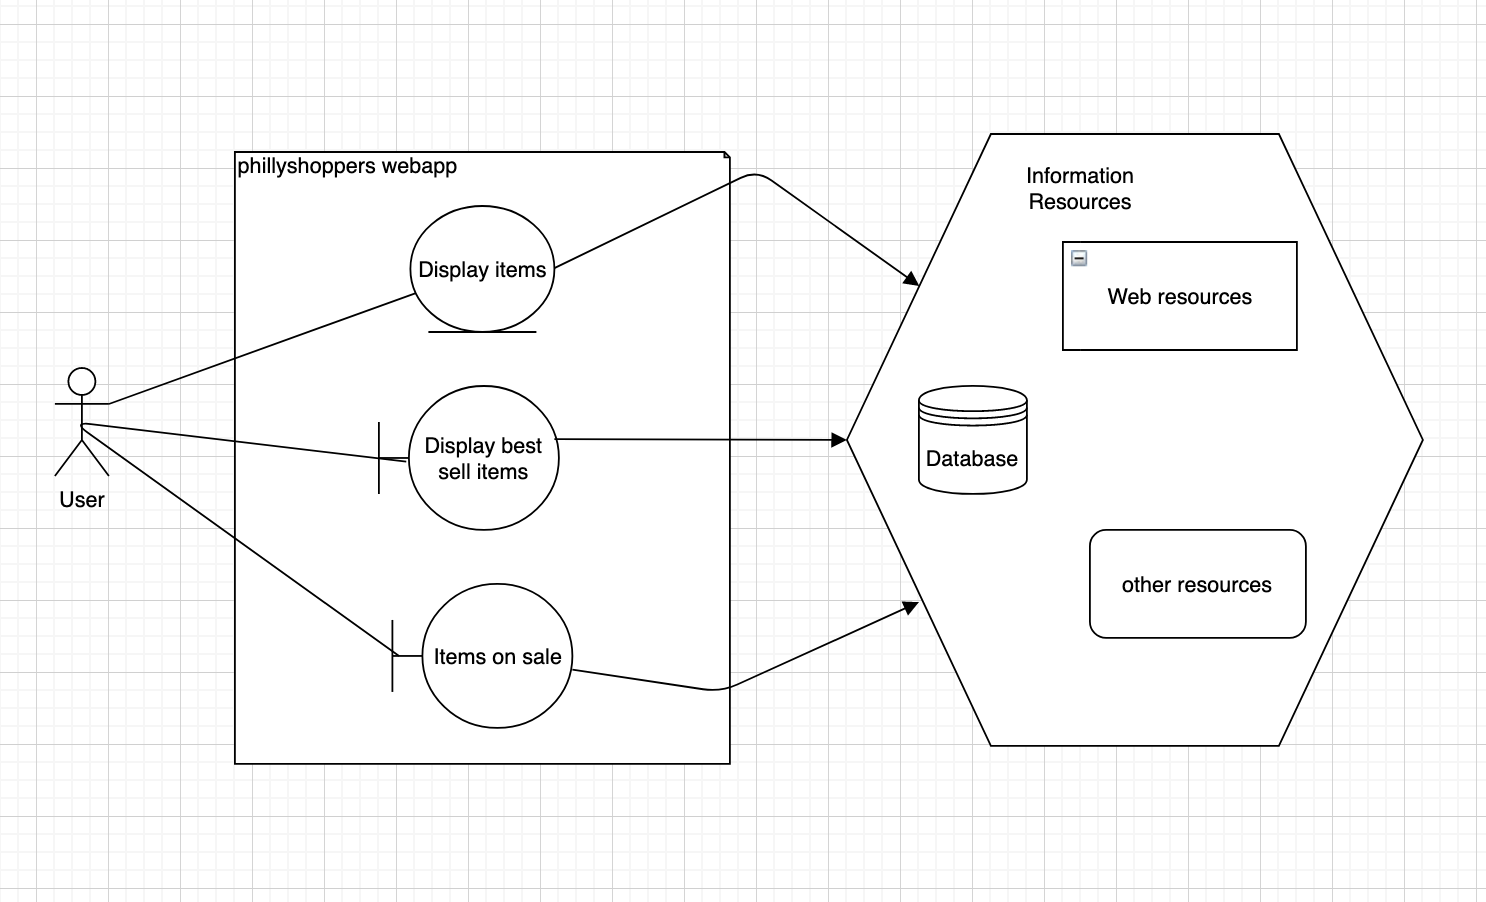 phillyshoppers webapp
Display items
Display best
sell items
Items on sale
User
Information
Resources
Web resources
Database
other resources